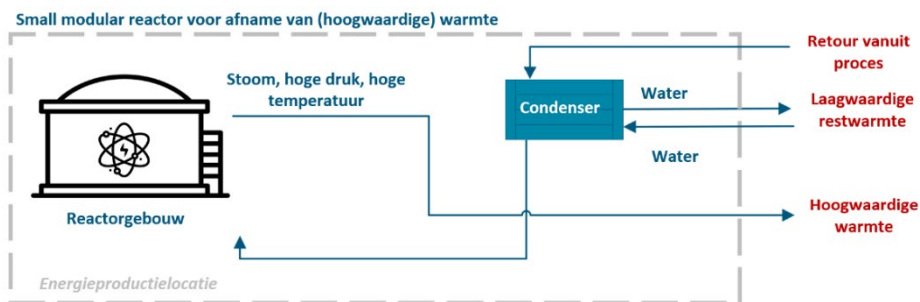 Small modular reactor voor afname van (hoogwaardige) warmte
Retour vanuit
proces
Stoom, hoge druk, hoge
temperatuur
Condenser
Water
Laagwaardige
restwarmte
Water
Reactorgebouw
Hoogwaardige
warmte
Energieproductielocatie